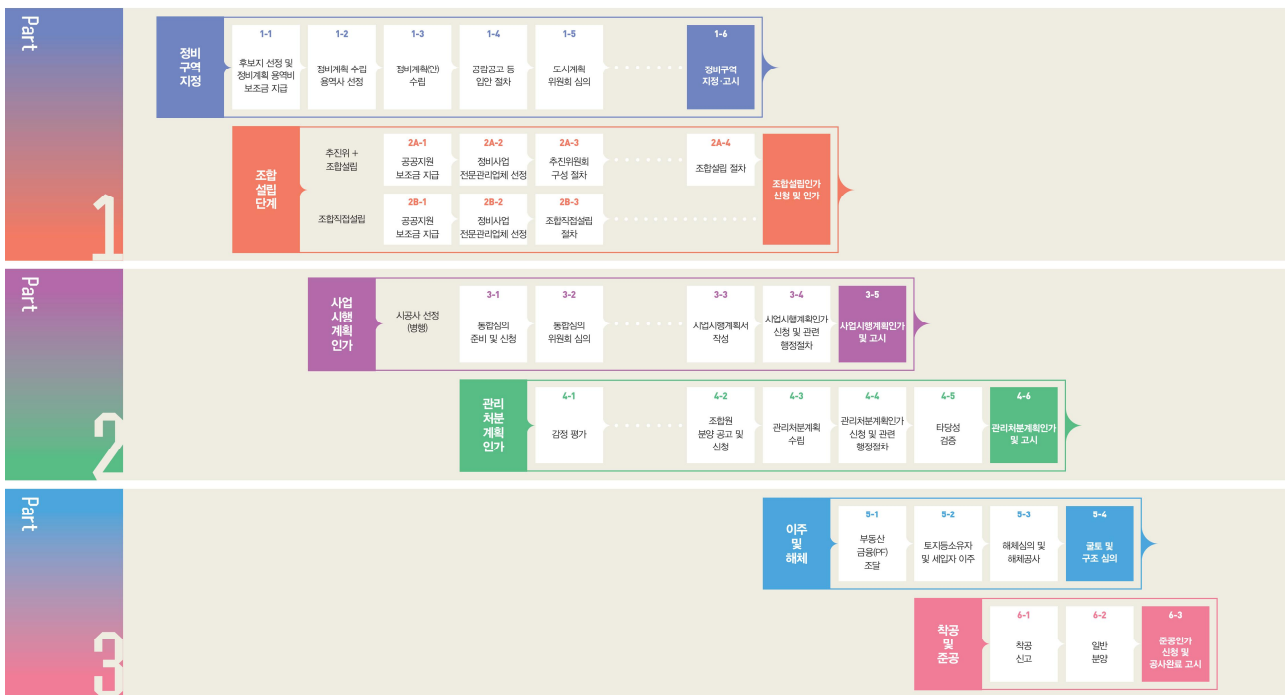 Part
1
정비
구역
지정
1-1
후보지 선정 및
정비계획 용역비
보조금 지급
1-2
정비계획 수립
용역사 선정
1-3
정비계획(안)
수립
1-4
공람공고 등
입안 절차
1-5
도시계획
위원회 심의
1-6
정비구역
지정·고시
조합
설립
단계
추진위 +
조합설립
2A-1
공공지원
보조금 지급
2A-2
정비사업
전문관리업체 선정
2A-3
추진위원회
구성 절차
2A-4
조합설립 절차
조합직접설립
2B-1
공공지원
보조금 지급
2B-2
정비사업
전문관리업체 선정
2B-3
조합직접설립
절차
조합설립인가
신청 및 인가
Part
2
사업
시행
계획
인가
시공사 선정
(병행)
3-1
통합심의
준비 및 신청
3-2
통합심의
위원회 심의
3-3
사업시행계획서
작성
3-4
사업시행계획인가
신청 및 관련
행정절차
3-5
사업시행계획인가
및 고시
관리
처분
계획
인가
4-1
감정 평가
4-2
조합원
분양 공고 및
신청
4-3
관리처분계획
수립
4-4
관리처분계획인가
신청 및 관련
행정절차
4-5
타당성
검증
4-6
관리처분계획인가
및 고시
Part
3
이주
및
해체
5-1
부동산
금융(PF)
조달
5-2
토지등소유자
및 세입자 이주
5-3
해체심의 및
해체공사
5-4
굴토 및
구조 심의
착공
및
준공
6-1
착공
신고
6-2
일반
분양
6-3
준공인가
신청 및
공사완료 고시